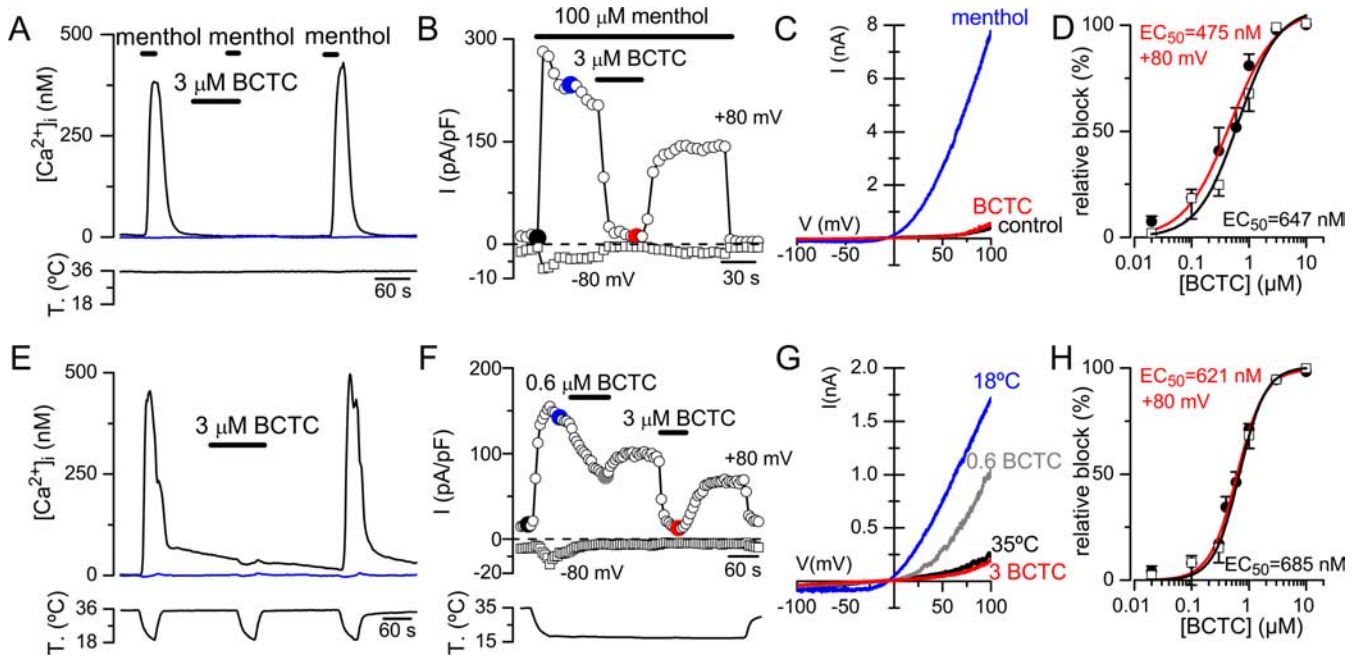 A
500
menthol menthol menthol
3 μM BCTC
250
[Ca2+]i (nM)
0
36
18
T. (ºC)
60 s
B
100 μM menthol
300
3 μM BCTC
150
I (pA/pF)
+80 mV
0
-10
-80 mV
30 s
C
I (nA)
menthol
8
6
4
2
V (mV)
BCTC
control
-100 -50 50 100
D
EC50=475 nM
+80 mV
100
50
0
relative block (%)
EC50=647 nM
0.01 0.1 1 10
[BCTC] (µM)
E
500
3 μM BCTC
250
[Ca2+]i (nM)
0
36
18
T. (ºC)
60 s
F
200
0.6 μM BCTC
3 μM BCTC
100
I (pA/pF)
+80 mV
0
-20
-80 mV
60 s
35
15
T. (ºC)
G
I(nA)
2.0
18ºC
1.5
0.6 BCTC
1.0
0.5
35ºC
V(mV)
3 BCTC
-100 -50 50 100
H
EC50=621 nM
+80 mV
100
50
0
relative block (%)
EC50=685 nM
0.01 0.1 1 10
[BCTC] (µM)